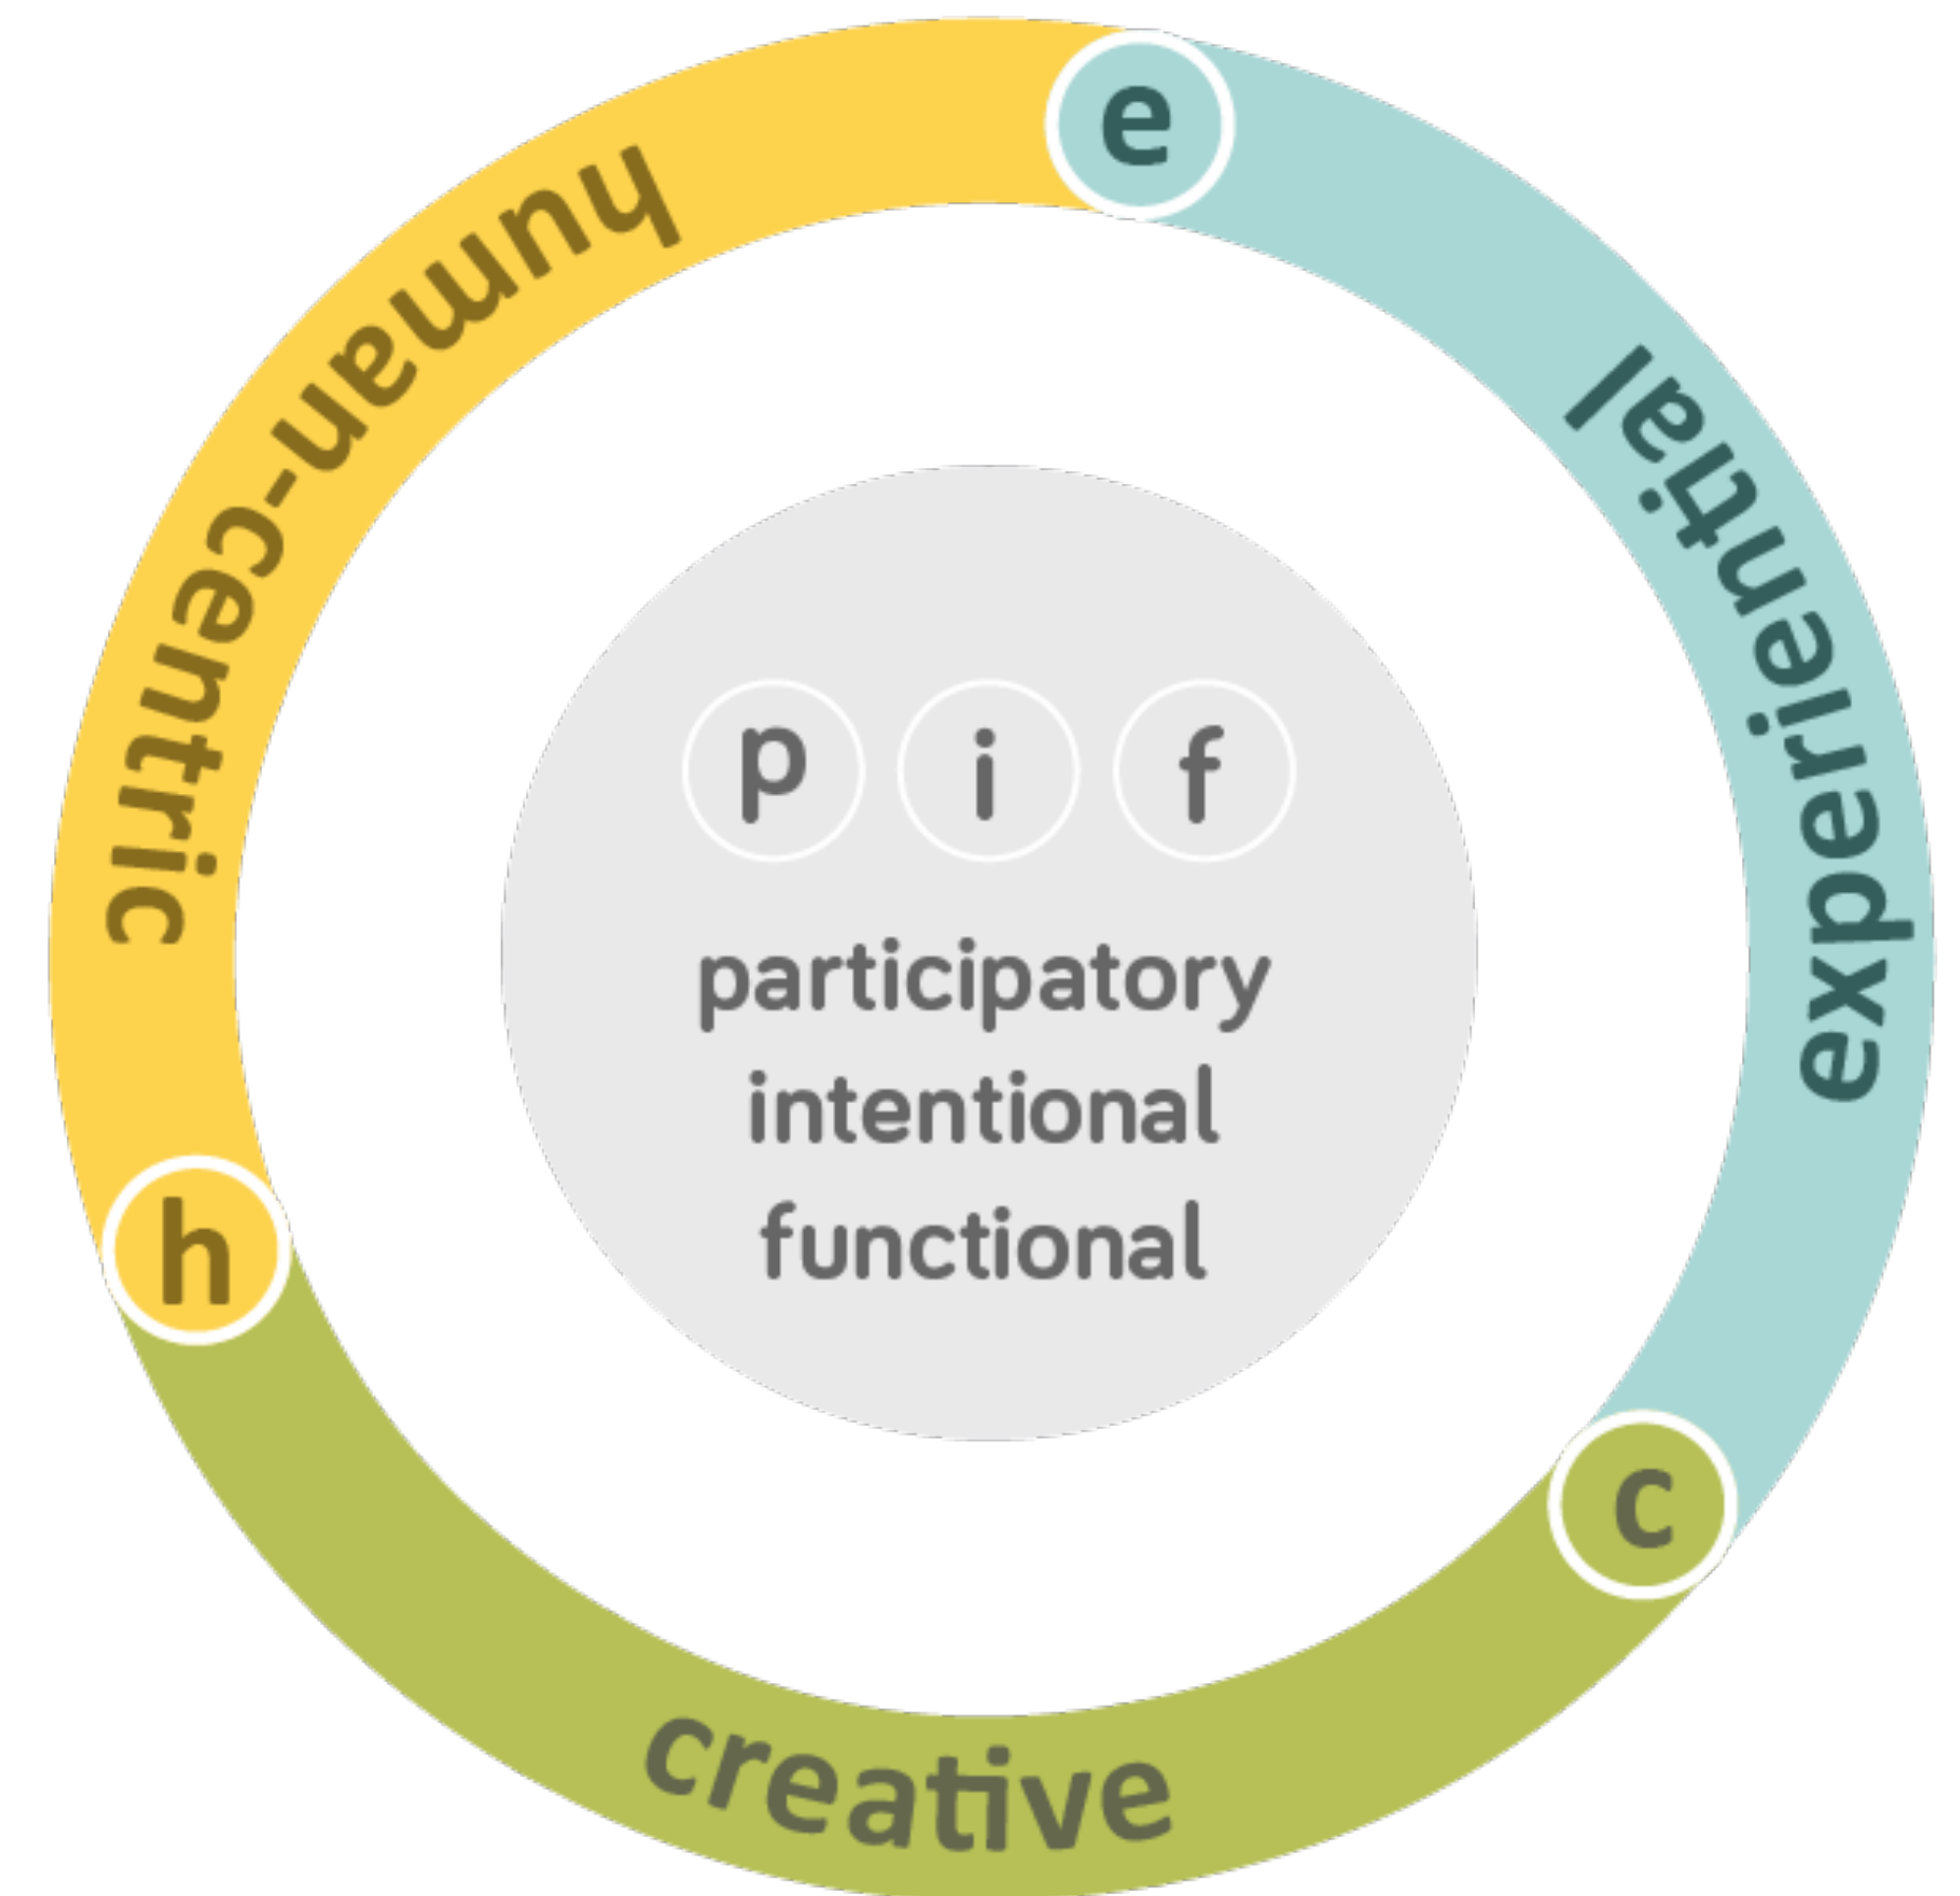 e
human-centric
experiential
p i f
participatory
intentional
functional
h
c
creative